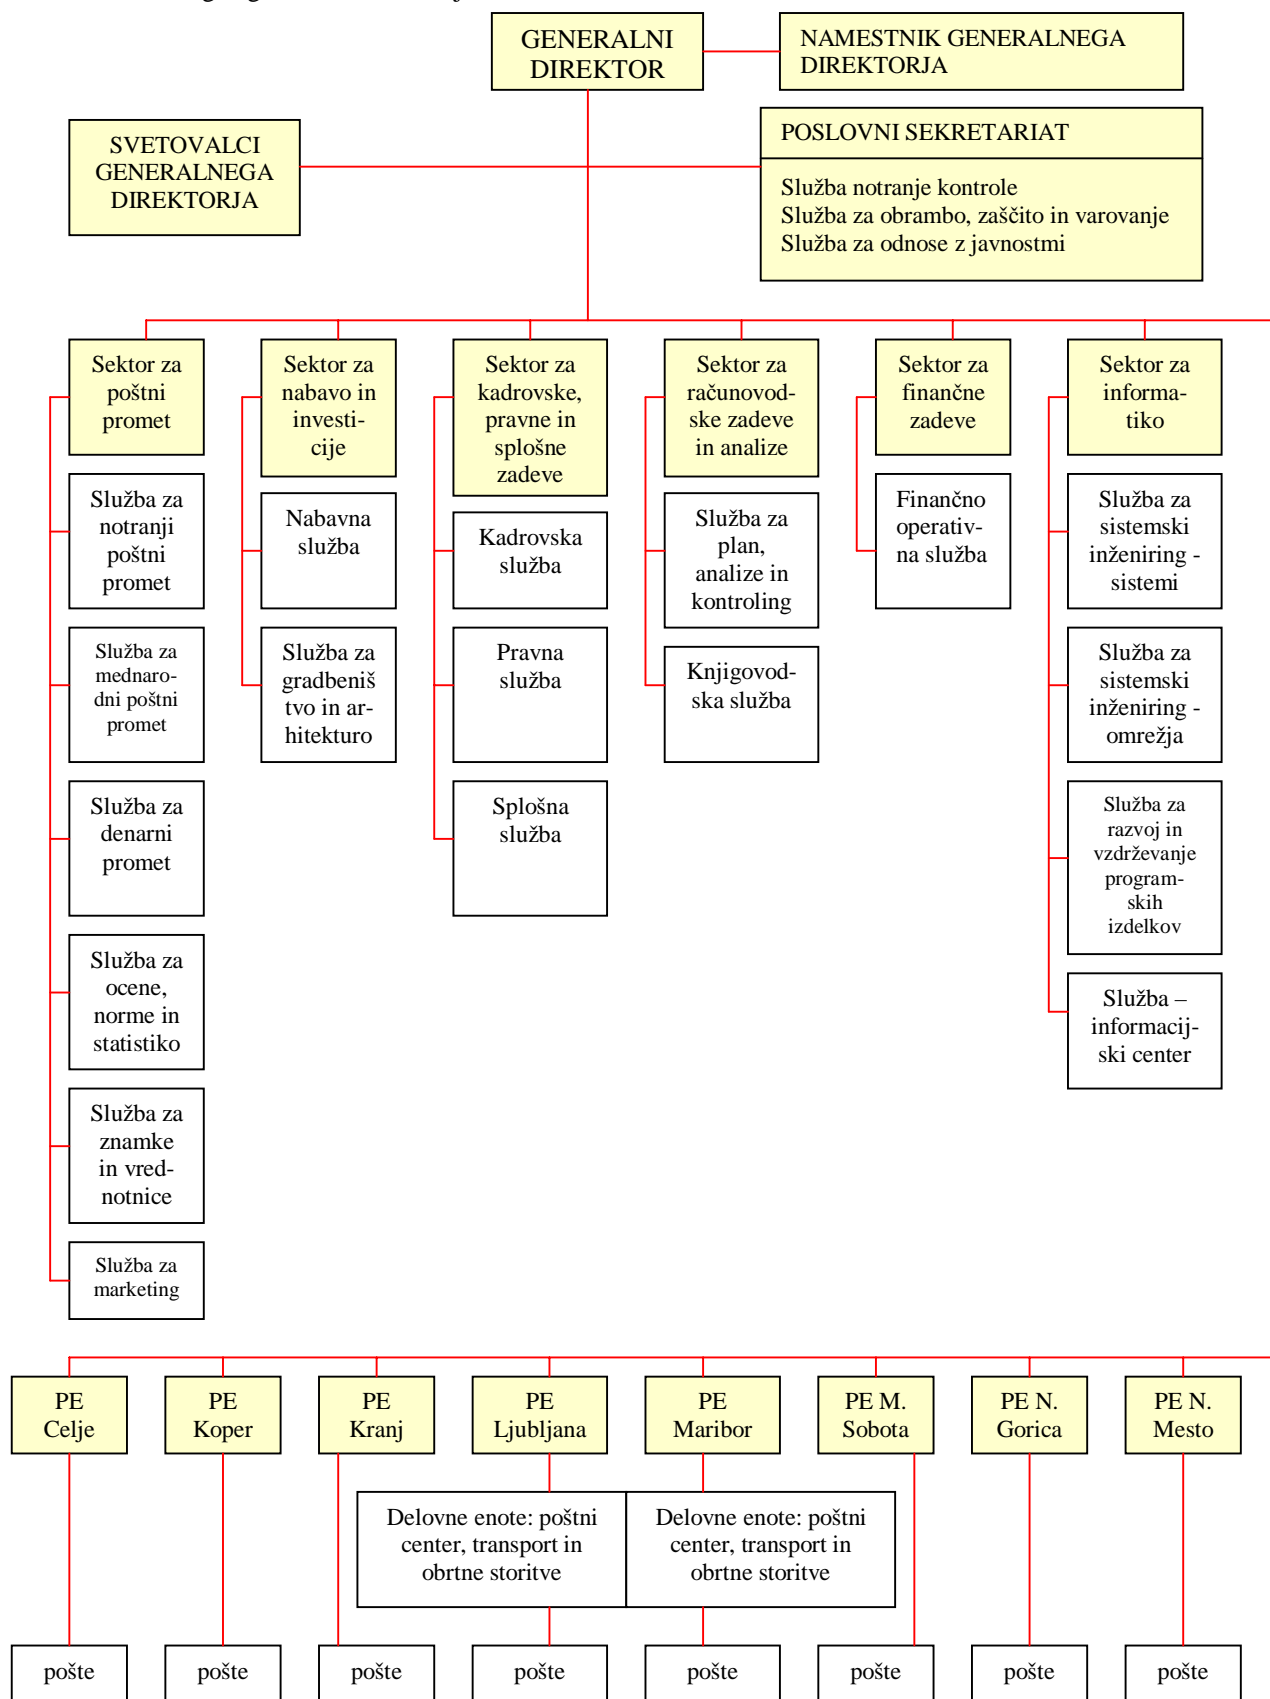 GENERALNI
DIREKTOR
NAMESTNIK GENERALNEGA
DIREKTORJA
SVETOVALCI
GENERALNEGA
DIREKTORJA
POSLOVNI SEKRETARIAT
Služba notranje kontrole
Služba za obrambo, zaščito in varovanje
Služba za odnose z javnostmi
Sektor za
poštni
promet
Sektor za
nabavo in
investi-
cije
Sektor za
kadrovske,
pravne in
splošne
zadeve
Sektor za
računovod-
ske zadeve
in analize
Sektor za
finančne
zadeve
Sektor za
informa-
tiko
Služba za
notranji
poštni
promet
Nabavna
služba
Kadrovska
služba
Služba za
plan,
analize in
kontroling
Finančno
operativ-
na služba
Služba za
sistemski
inženiring -
sistemi
Služba za
mednaro-
dni poštni
promet
Služba za
gradbeniš
tvo in ar-
hitekturo
Pravna
služba
Knjigovod-
ska služba
Služba za
sistemski
inženiring -
omrežja
Služba za
denarni
promet
Splošna
služba
Služba za
razvoj in
vzdrževanje
program-
skih
izdelkov
Služba za
ocene,
norme in
statistiko
Služba –
informacij-
ski center
Služba za
znamke
in vred-
notnice
Služba za
marketing
PE
Celje
PE
Koper
PE
Kranj
PE
Ljubljana
PE
Maribor
PE M.
Sobota
PE N.
Gorica
PE N.
Mesto
Delovne enote: poštni
center, transport in
obrtne storitve
Delovne enote: poštni
center, transport in
obrtne storitve
pošte
pošte
pošte
pošte
pošte
pošte
pošte
pošte